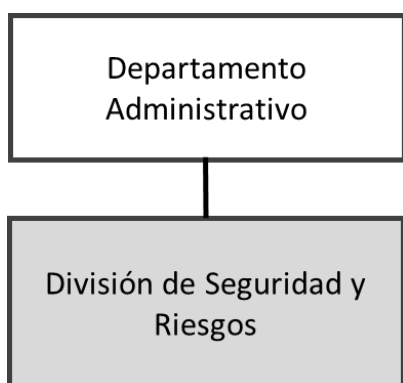 Departamento
Administrativo
División de Seguridad y
Riesgos